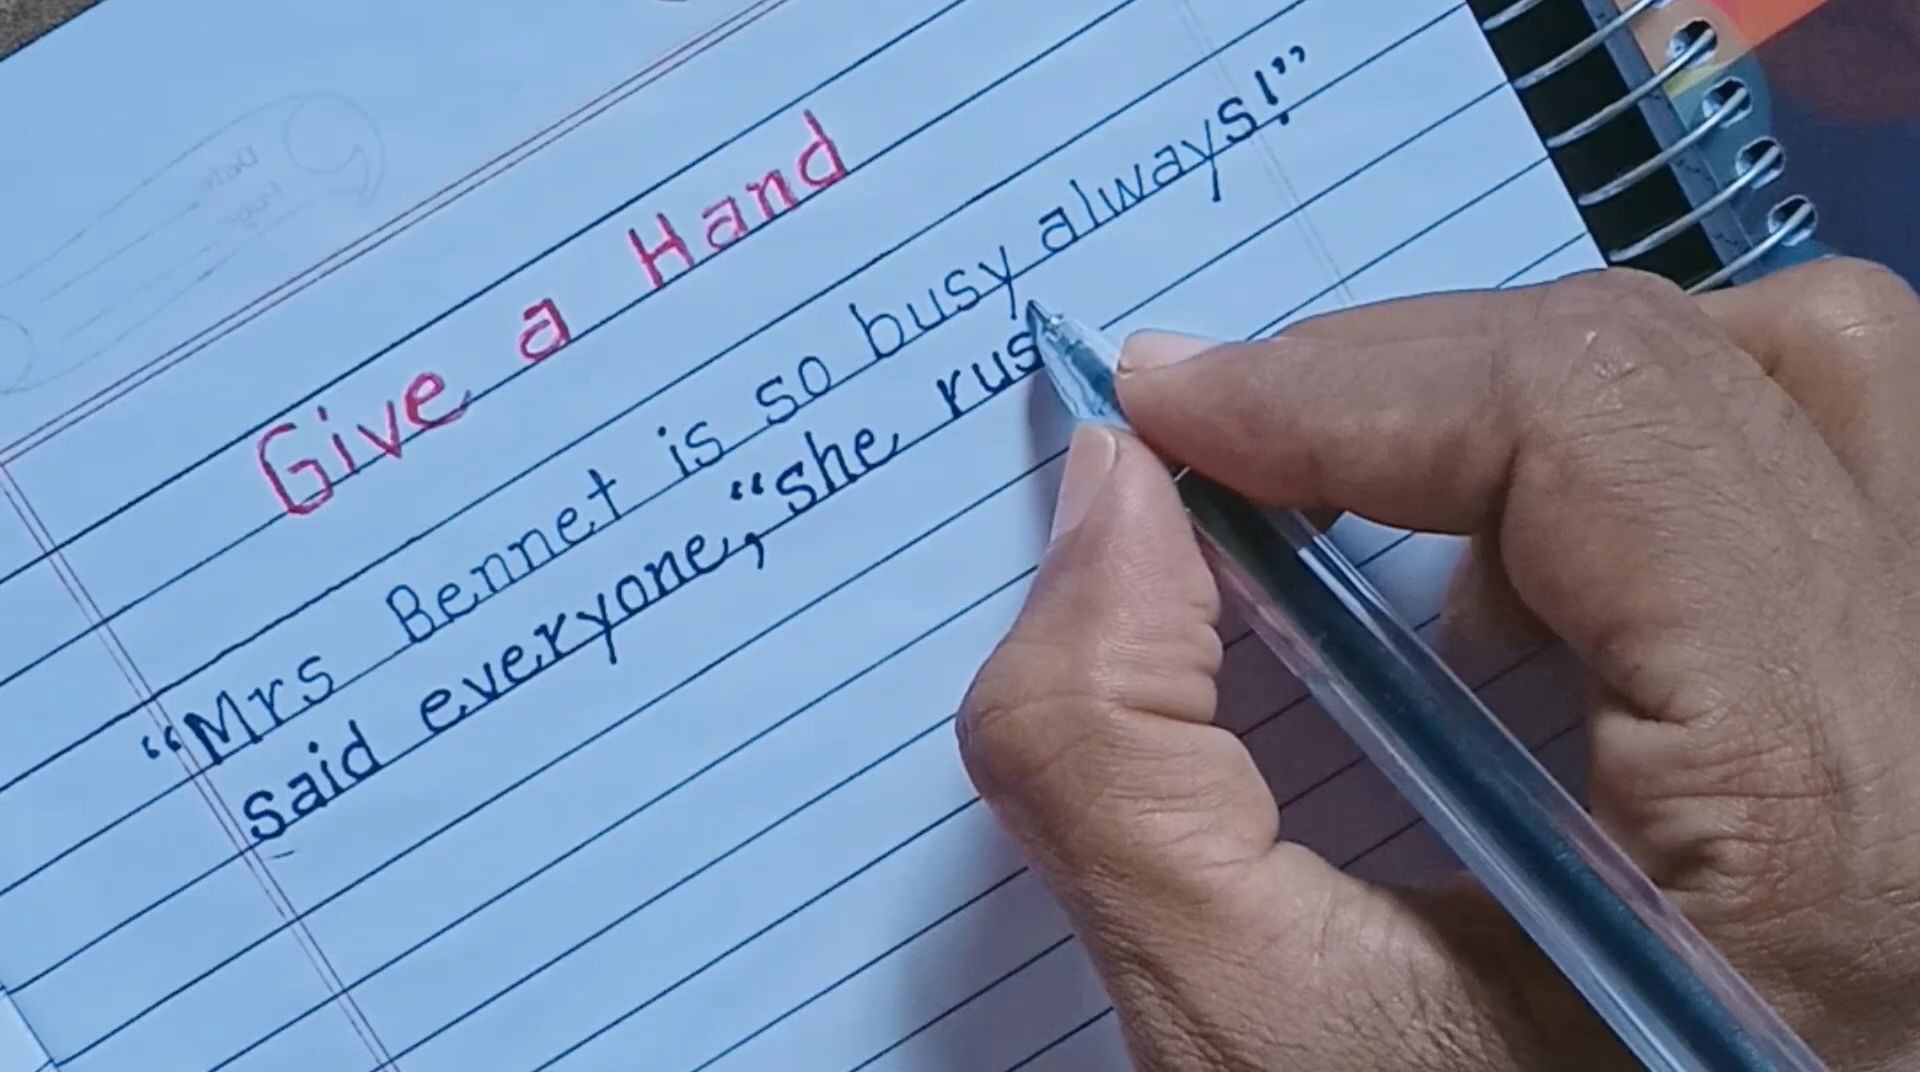 Give a Hand
“Mrs Bennet is so busy always!”
said everyone, “she rus